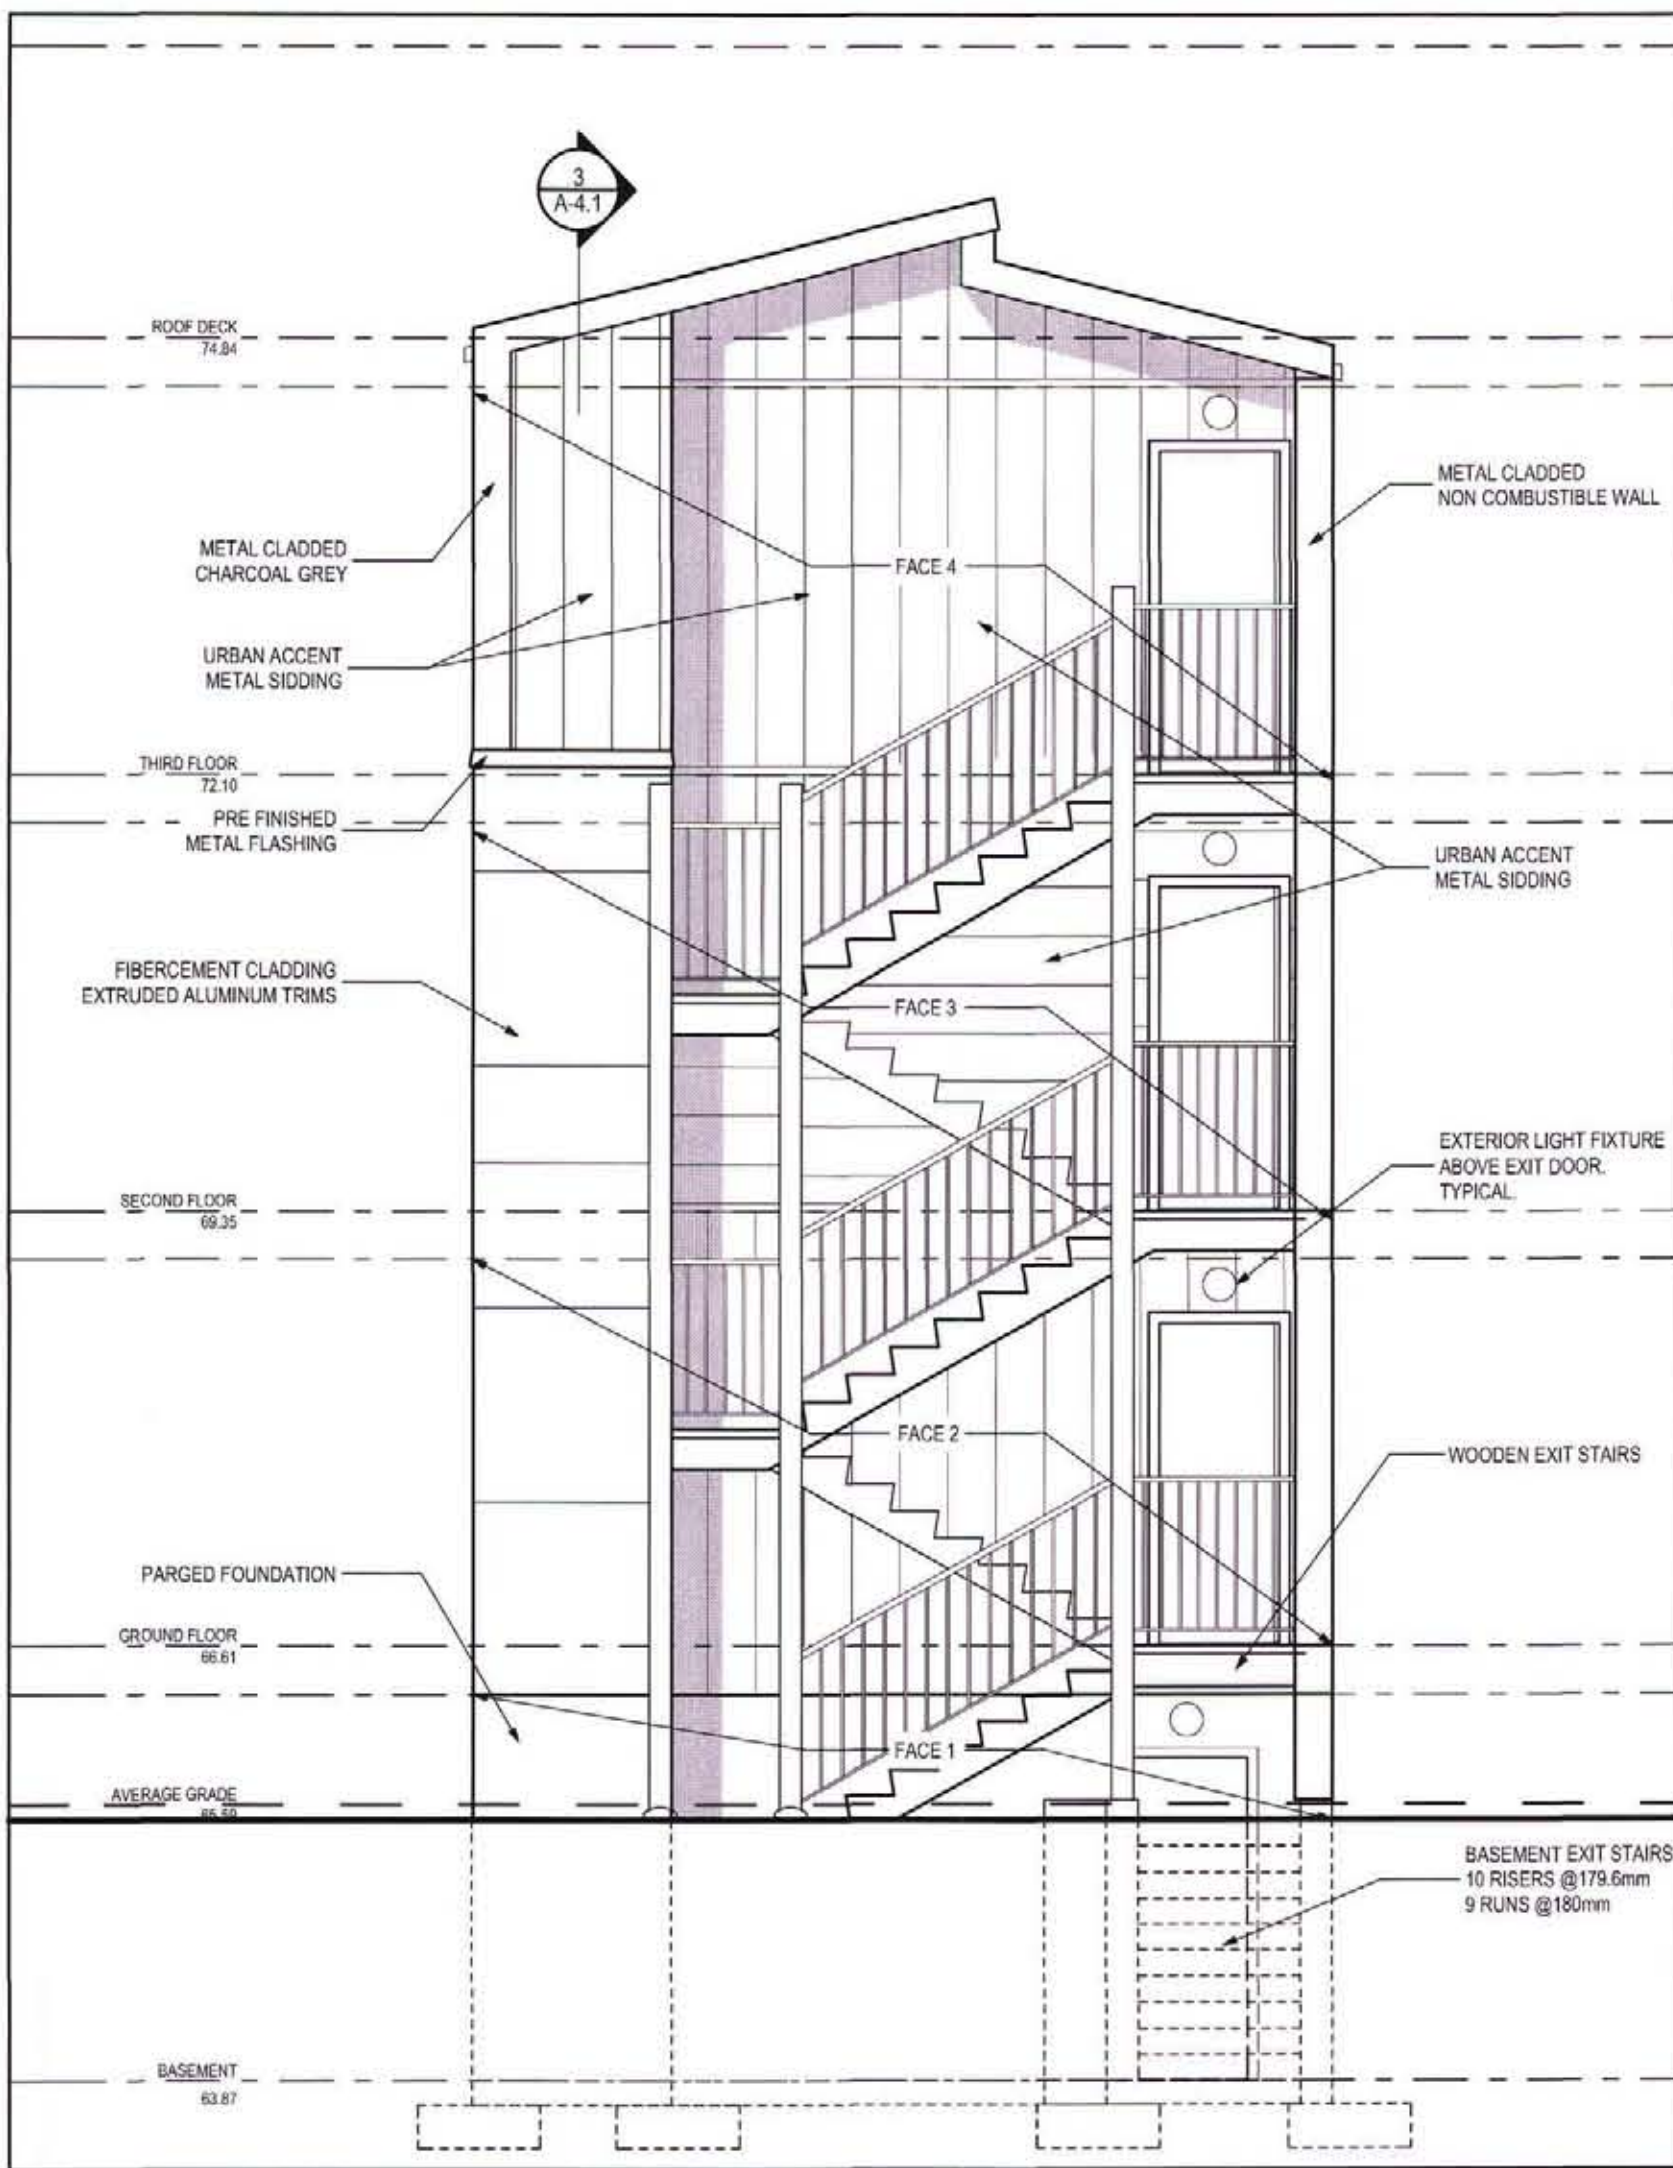 3
A-4.1
ROOF DECK
74.84
METAL CLADDED
NON COMBUSTIBLE WALL
METAL CLADDED
CHARCOAL GREY
FACE 4
URBAN ACCENT
METAL SIDDING
THIRD FLOOR
72.10
PRE FINISHED
METAL FLASHING
URBAN ACCENT
METAL SIDDING
FIBERCEMENT CLADDING
EXTRUDED ALUMINUM TRIMS
FACE 3
EXTERIOR LIGHT FIXTURE
ABOVE EXIT DOOR.
TYPICAL.
SECOND FLOOR
69.35
FACE 2
WOODEN EXIT STAIRS
PARGED FOUNDATION
GROUND FLOOR
66.61
FACE 1
AVERAGE GRADE
65.59
BASEMENT EXIT STAIRS
10 RISERS @179.6mm
9 RUNS @180mm
BASEMENT
63.87